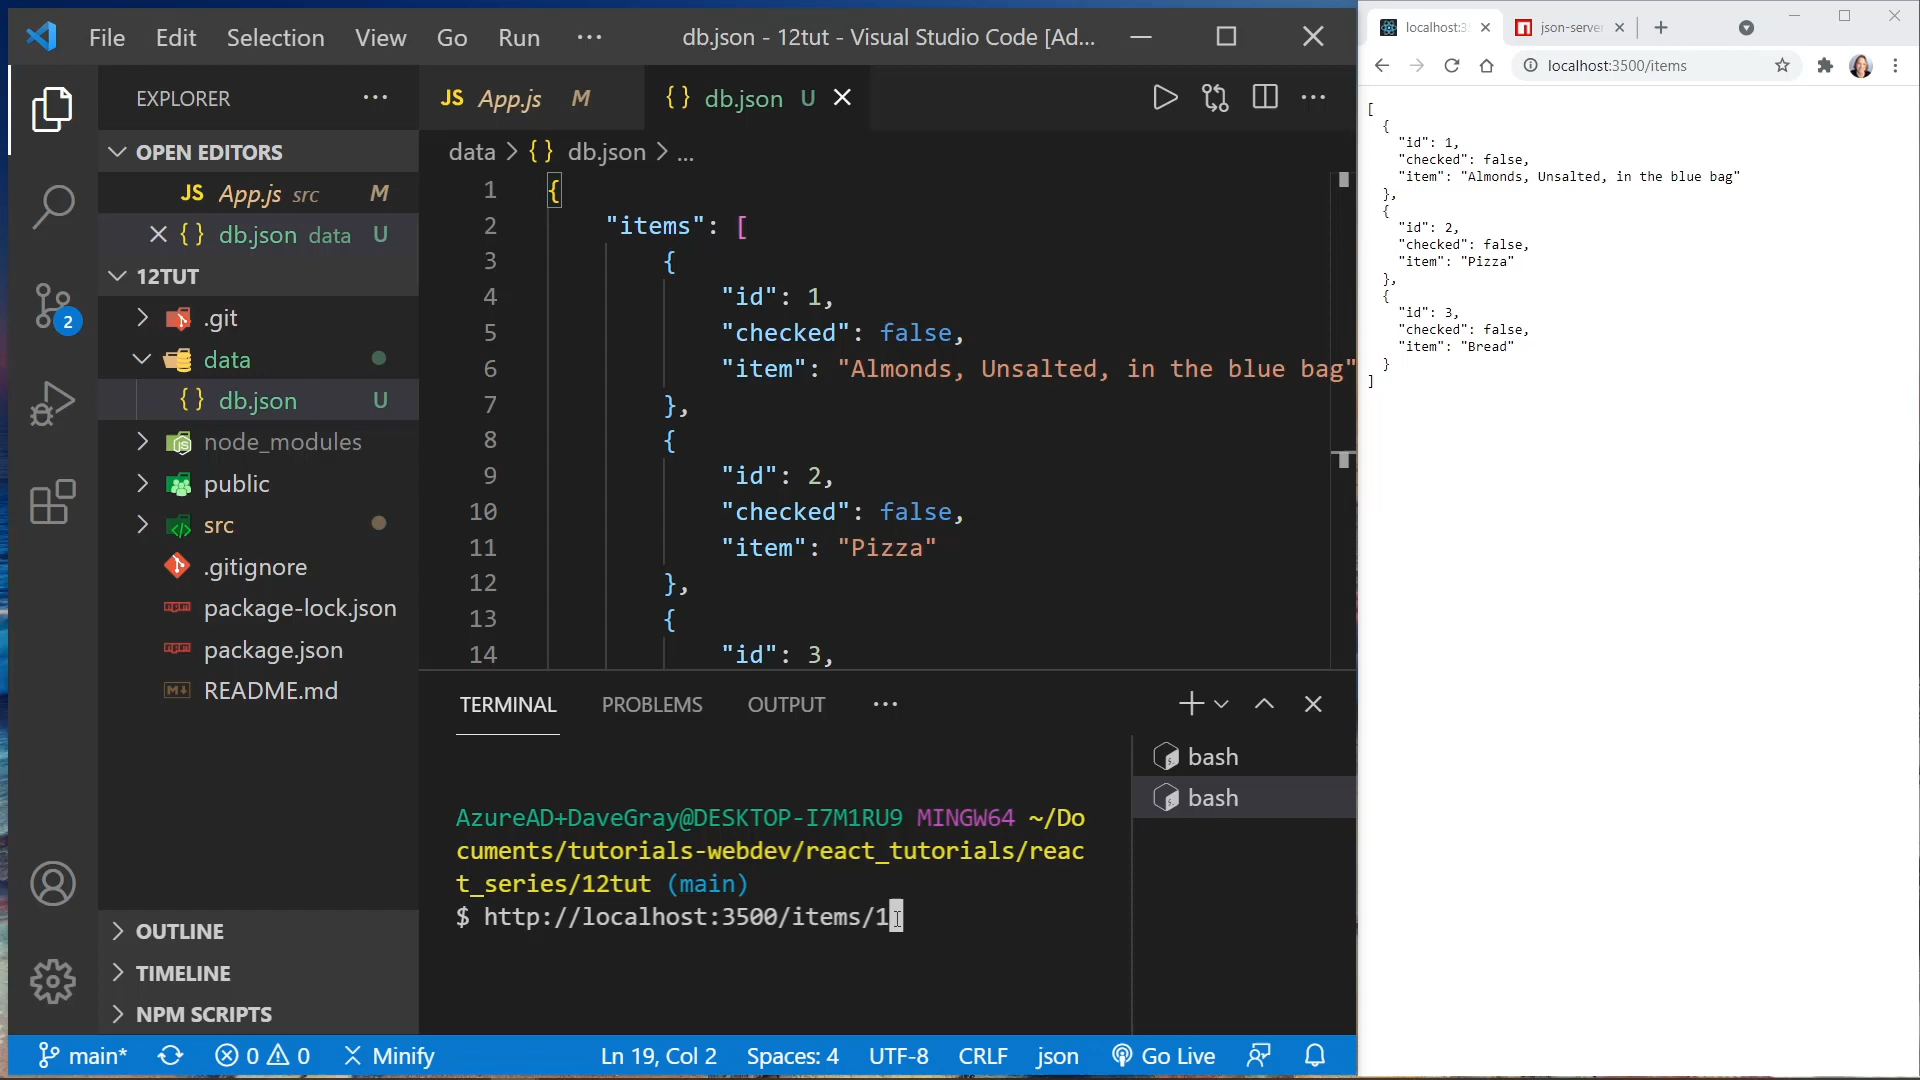 File Edit Selection View Go Run ··· db.json - 12tut - Visual Studio Code [Ad...
EXPLORER ···
OPEN EDITORS
JS App.js src M
{} db.json data U
12TUT
.git
data
{} db.json U
node_modules
public
src
.gitignore
package-lock.json
package.json
README.md
OUTLINE
TIMELINE
NPM SCRIPTS
2
JS App.js M {} db.json U
data > {} db.json > ...
1 {
2 "items": [
3 {
4 "id": 1,
5 "checked": false,
6 "item": "Almonds, Unsalted, in the blue bag"
7 },
8 {
9 "id": 2,
10 "checked": false,
11 "item": "Pizza"
12 },
13 {
14 "id": 3,
TERMINAL PROBLEMS OUTPUT ···
bash
bash
AzureAD+DaveGray@DESKTOP-I7M1RU9 MINGW64 ~/Do
cuments/tutorials-webdev/react_tutorials/reac
t_series/12tut (main)
$ http://localhost:3500/items/1
main* 0 0 Minify Ln 19, Col 2 Spaces: 4 UTF-8 CRLF json Go Live
localhost:3 json-server
localhost:3500/items
[
{
"id": 1,
"checked": false,
"item": "Almonds, Unsalted, in the blue bag"
},
{
"id": 2,
"checked": false,
"item": "Pizza"
},
{
"id": 3,
"checked": false,
"item": "Bread"
}
]